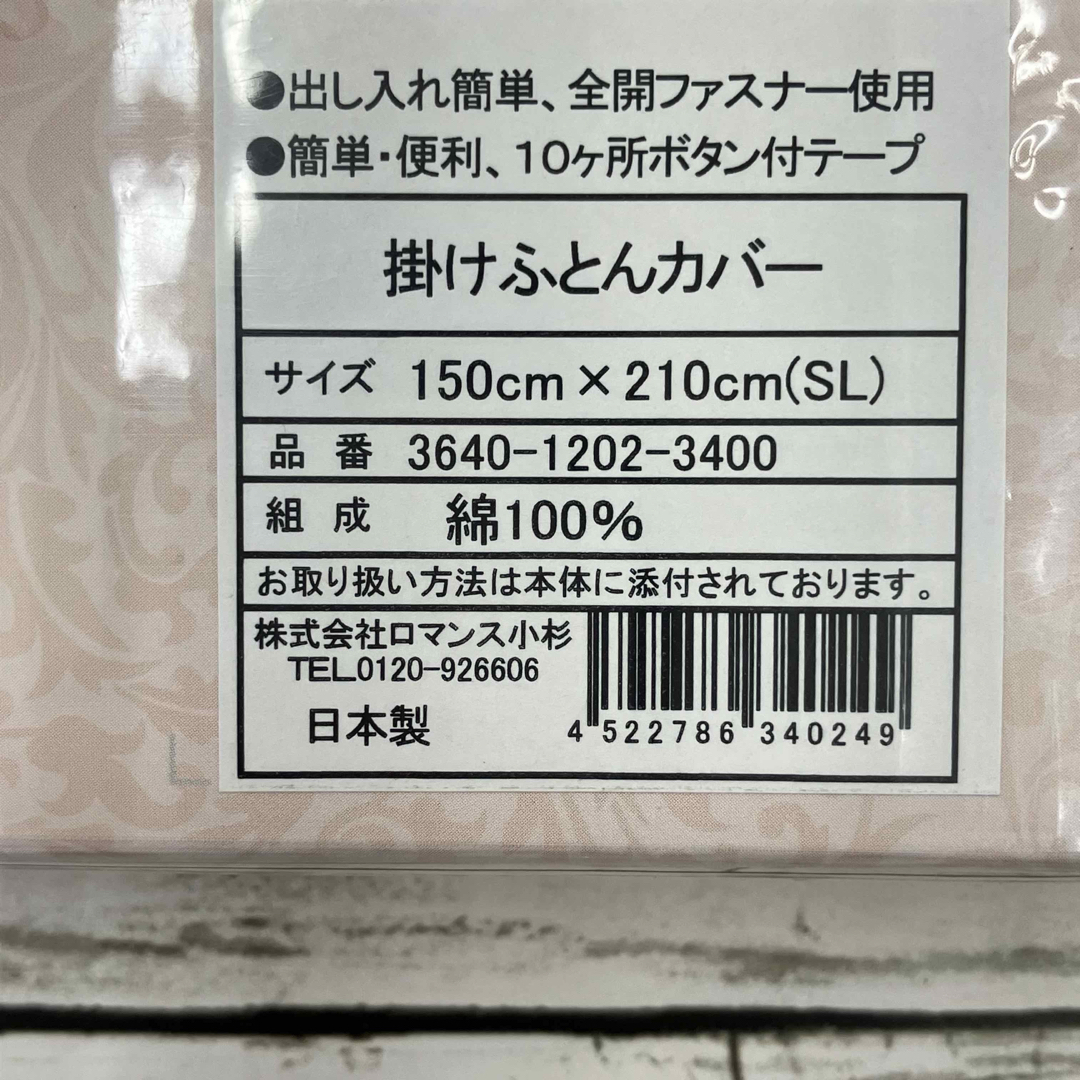 ●出し入れ簡単、全開ファスナー使用
●簡単・便利、10ヶ所ボタン付テープ
掛けふとんカバー
サイズ 150cm×210cm(SL)
品番 3640-1202-3400
組成 綿100%
お取り扱い方法は本体に添付されております。
株式会社ロマンス小杉
TEL0120-926606
日本製
4 522786 340249